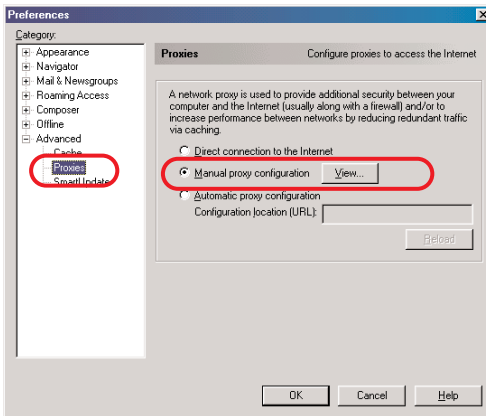 Preferences
Category:
Appearance
Navigator
Mail & Newsgroups
Roaming Access
Composer
Offline
Advanced
Cache
Proxies
SmartUpdate
Proxies
Configure proxies to access the Internet
A network proxy is used to provide additional security between your
computer and the Internet (usually along with a firewall) and/or to
increase performance between networks by reducing redundant traffic
via caching.
Direct connection to the Internet
Manual proxy configuration
View...
Automatic proxy configuration
Configuration location (URL):
Reload
OK
Cancel
Help